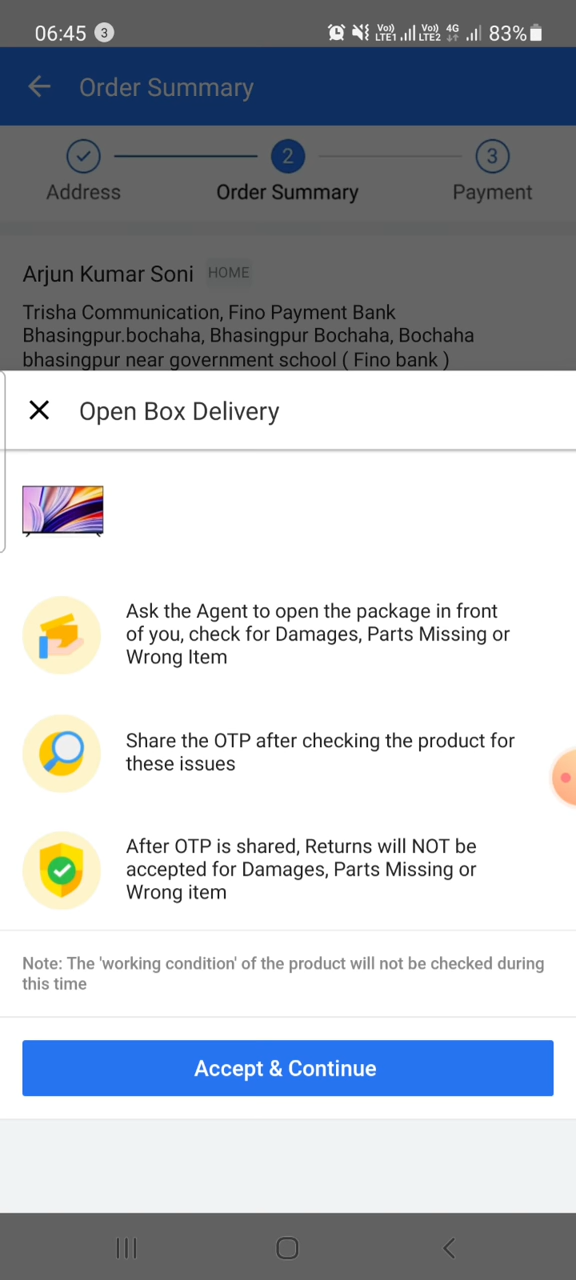 06:45 3 Vo) LTE1 Vo) LTE2 4G 83%
Order Summary
2 3
Address Order Summary Payment
Arjun Kumar Soni HOME
Trisha Communication, Fino Payment Bank
Bhasingpur.bochaha, Bhasingpur Bochaha, Bochaha
bhasingpur near government school ( Fino bank )
Open Box Delivery
Ask the Agent to open the package in front
of you, check for Damages, Parts Missing or
Wrong Item
Share the OTP after checking the product for
these issues
After OTP is shared, Returns will NOT be
accepted for Damages, Parts Missing or
Wrong item
Note: The 'working condition' of the product will not be checked during
this time
Accept & Continue